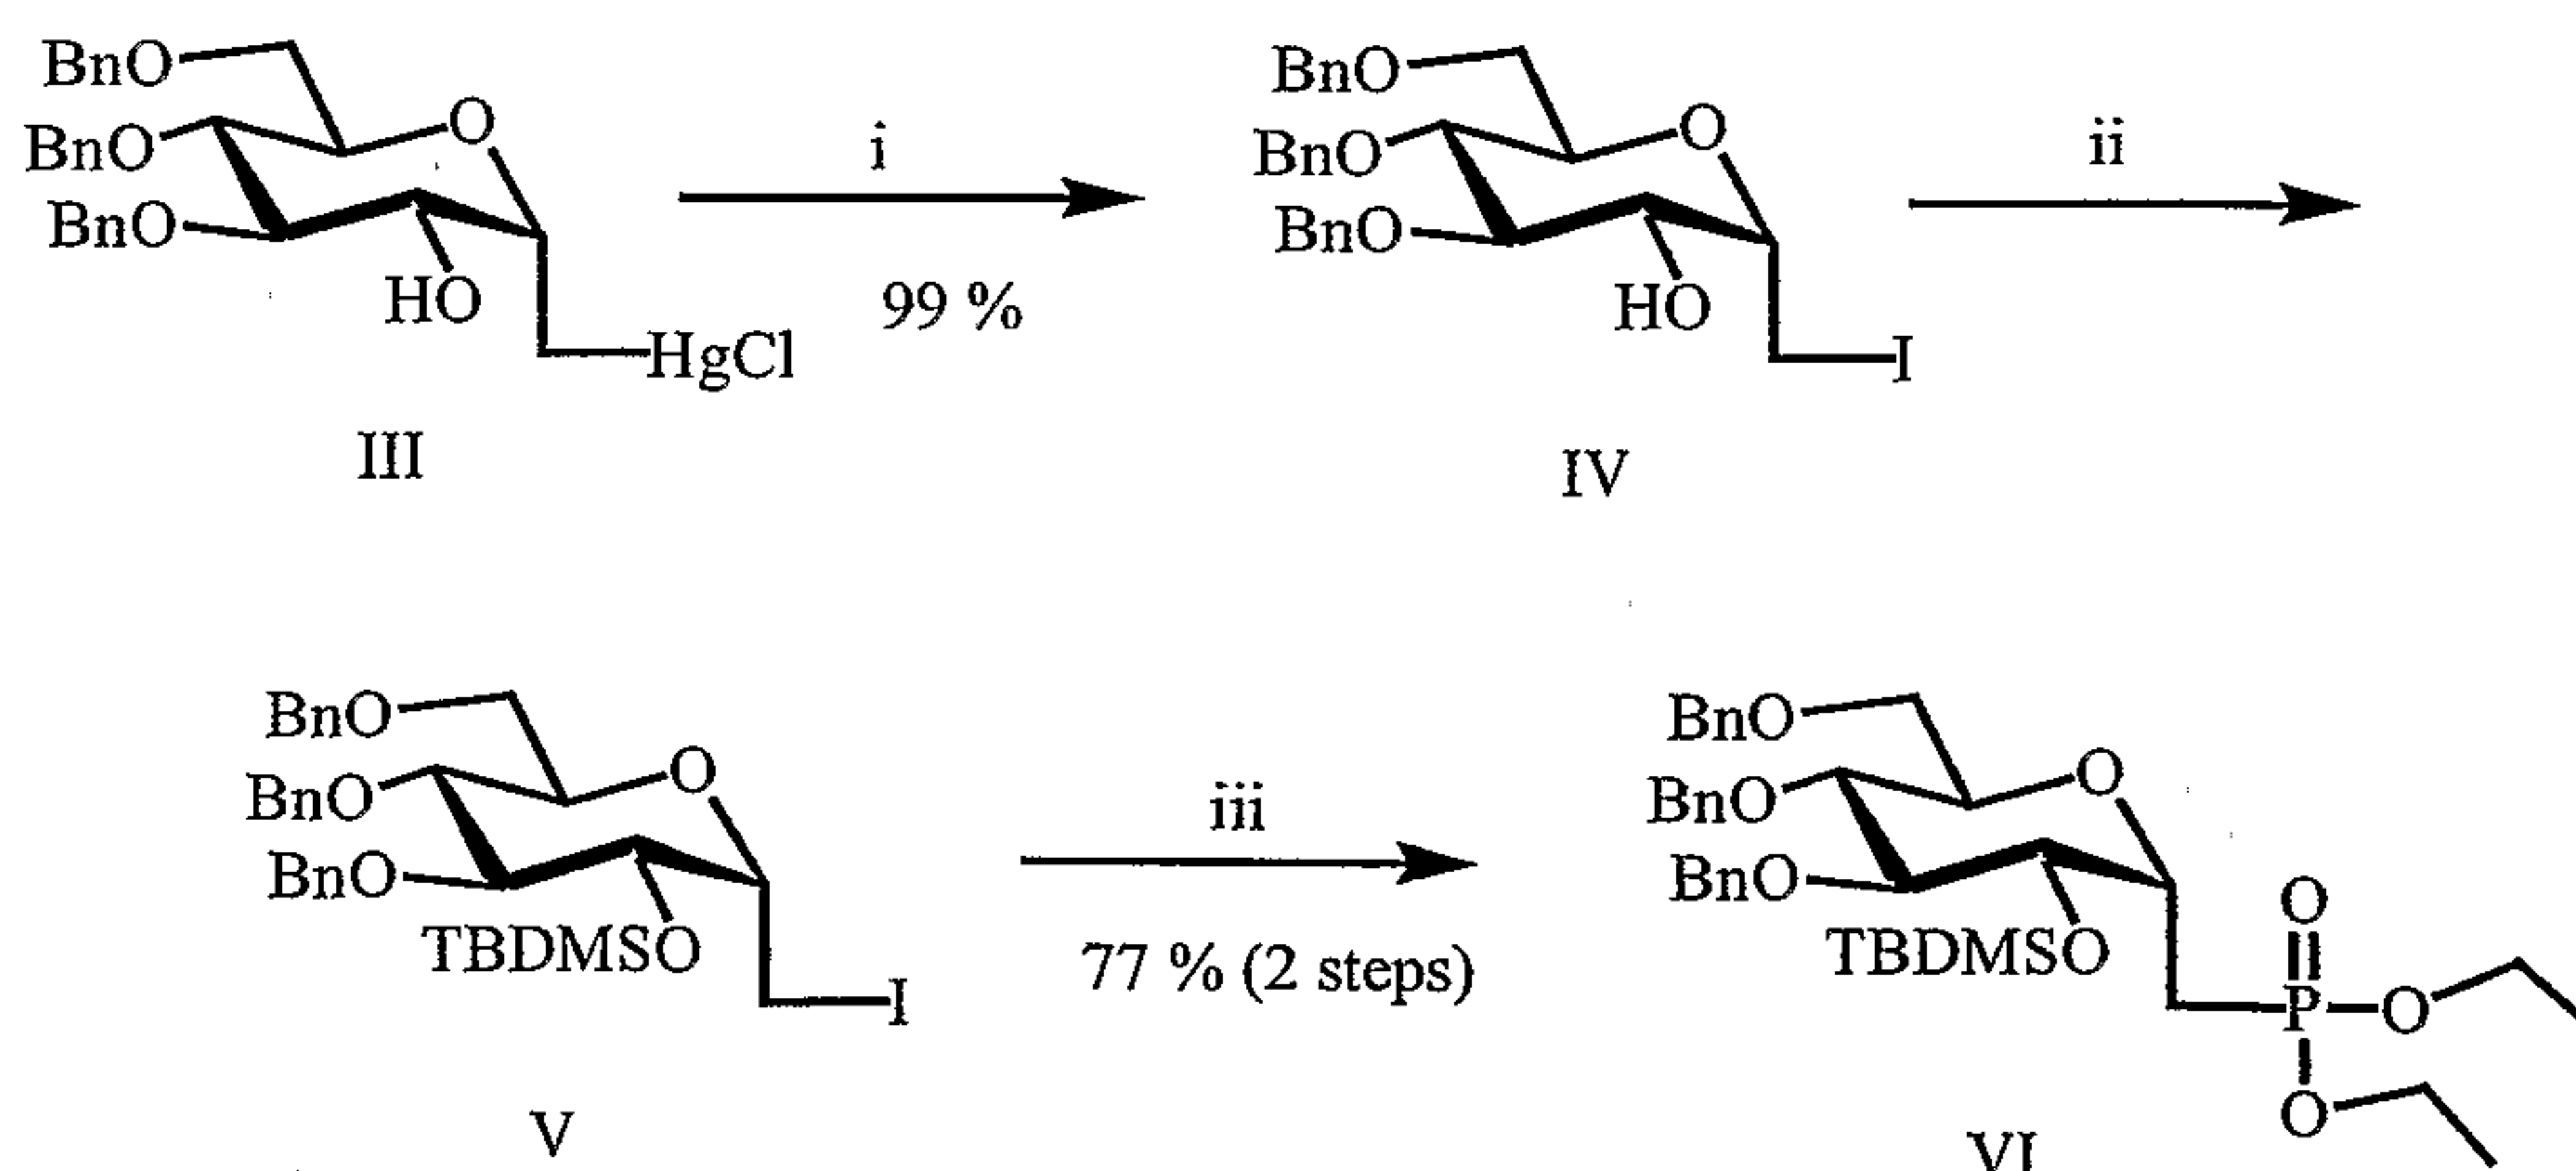 BnO
BnO
BnO
O
HO
HgCl
III
i
99 %
BnO
BnO
BnO
O
HO
I
IV
ii
BnO
BnO
BnO
O
TBDMSO
I
V
iii
77 % (2 steps)
BnO
BnO
BnO
O
TBDMSO
O
P
O
O
VI